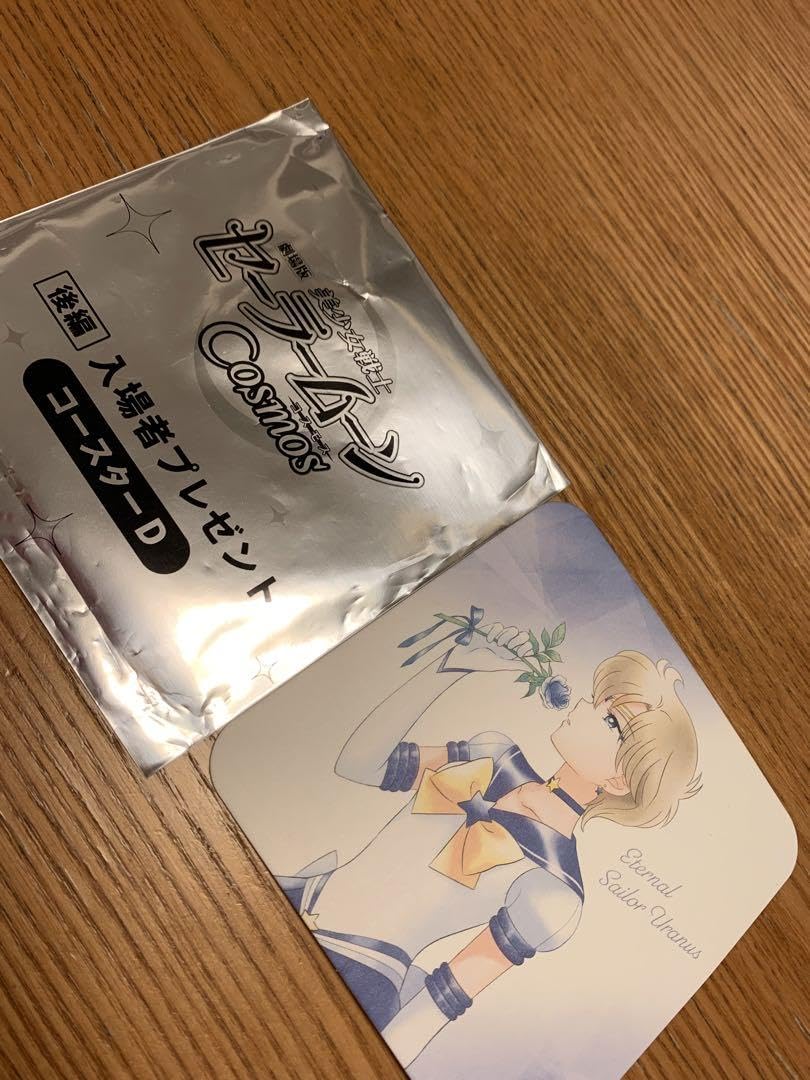 劇場版
美少女戦士
セーラームーン
Cosmos
後編
入場者プレゼント
コースターD
Eternal
Sailor Uranus